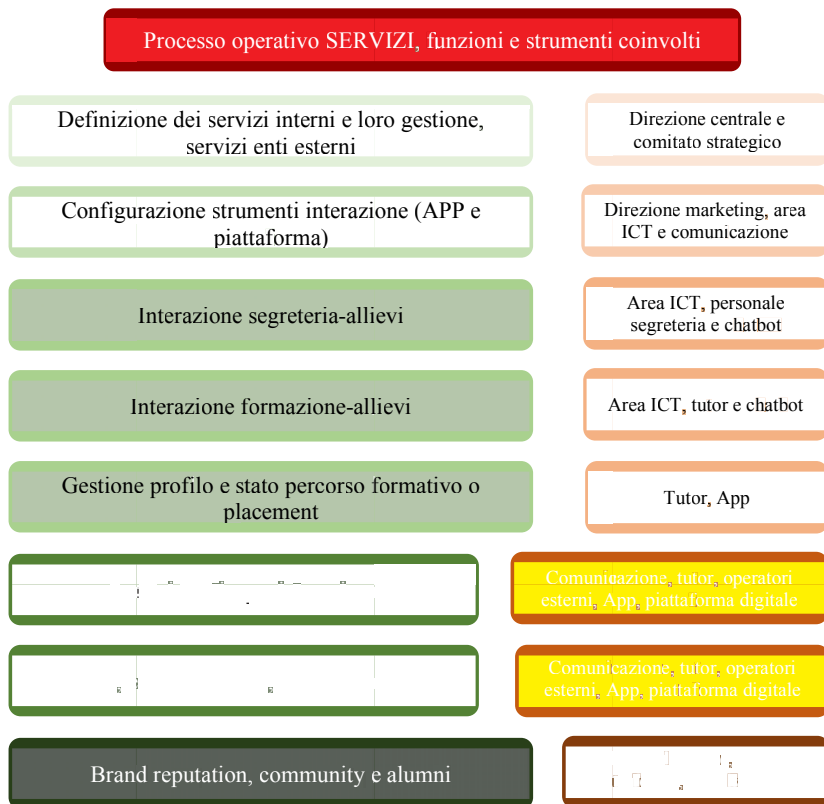 Processo operativo SERVIZI, funzioni e strumenti coinvolti
Definizione dei servizi interni e loro gestione,
servizi enti esterni
Direzione centrale e
comitato strategico
Configurazione strumenti interazione (APP e
piattaforma)
Direzione marketing, area
ICT e comunicazione
Interazione segreteria-allievi
Area ICT, personale
segreteria e chatbot
Interazione formazione-allievi
Area ICT, tutor e chatbot
Gestione profilo e stato percorso formativo o
placement
Tutor, App
Comunicazione, tutor, operatori
esterni, App, piattaforma digitale
Comunicazione, tutor, operatori
esterni, App, piattaforma digitale
Brand reputation, community e alumni